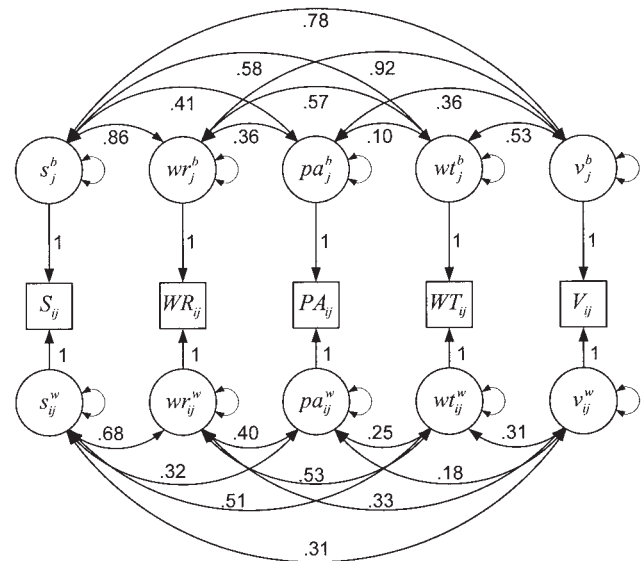 .78
.58 .92
.41 .57 .36
.86 .36 .10 .53
s_j^b wr_j^b pa_j^b wt_j^b v_j^b
1 1 1 1 1
S_ij WR_ij PA_ij WT_ij V_ij
1 1 1 1 1
s_ij^w wr_ij^w pa_ij^w wt_ij^w v_ij^w
.68 .40 .25 .31
.32 .53 .18
.51 .33
.31